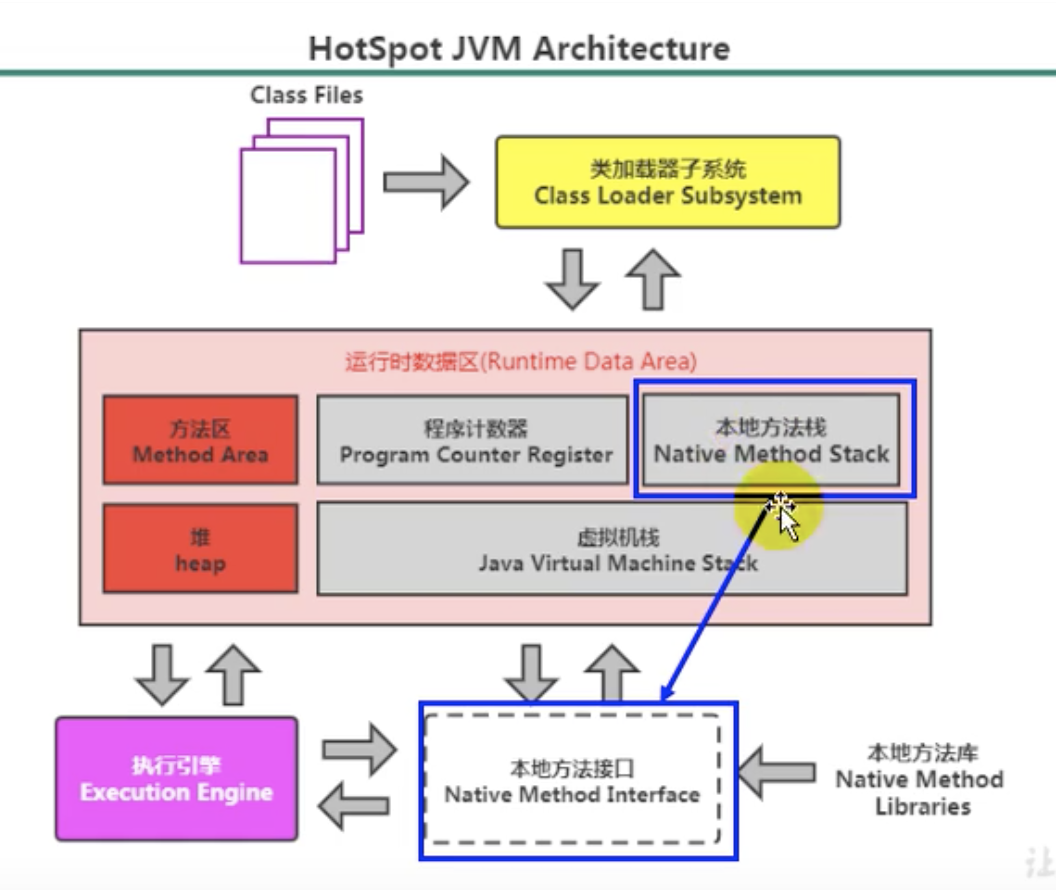 HotSpot JVM Architecture
Class Files
类加载器子系统
Class Loader Subsystem
运行时数据区(Runtime Data Area)
方法区
Method Area
程序计数器
Program Counter Register
本地方法栈
Native Method Stack
堆
heap
虚拟机栈
Java Virtual Machine Stack
执行引擎
Execution Engine
本地方法接口
Native Method Interface
本地方法库
Native Method
Libraries
让